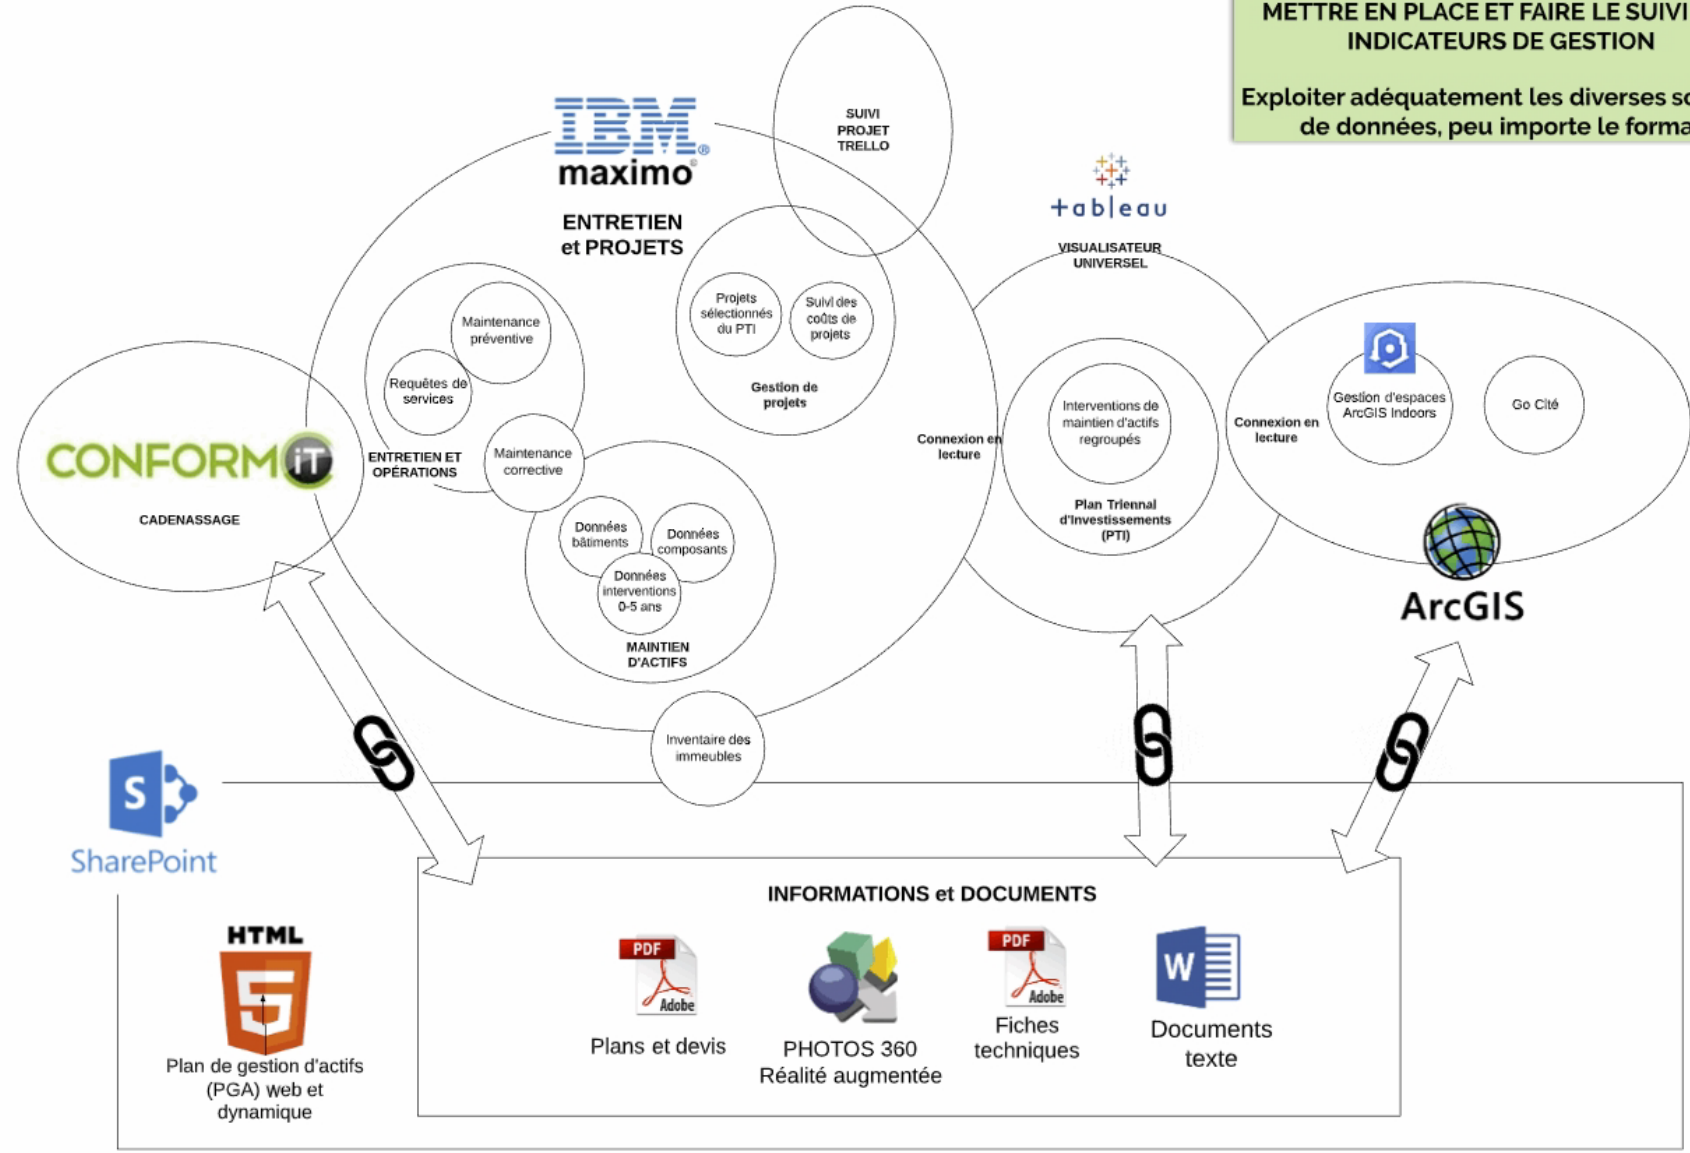 METTRE EN PLACE ET FAIRE LE SUIVI
INDICATEURS DE GESTION
Exploiter adéquatement les diverses
de données, peu importe le forma
IBM®
maximo
ENTRETIEN
et PROJETS
SUIVI
PROJET
TRELLO
+ableau
VISUALISATEUR
UNIVERSEL
Maintenance
préventive
Requêtes de
services
Maintenance
corrective
ENTRETIEN ET
OPÉRATIONS
Projets
sélectionnés
du PTI
Suivi des
coûts de
projets
Gestion de
projets
CONFORMiT
CADENASSAGE
Données
bâtiments
Données
composants
Données
interventions
0-5 ans
MAINTIEN
D'ACTIFS
Inventaire des
immeubles
Connexion en
lecture
Interventions de
maintien d'actifs
regroupés
Plan Triennal
d'Investissements
(PTI)
Connexion en
lecture
Gestion d'espaces
ArcGIS Indoors
Go Cité
ArcGIS
S
SharePoint
HTML
5
Plan de gestion d'actifs
(PGA) web et
dynamique
INFORMATIONS et DOCUMENTS
PDF
Adobe
Plans et devis
PHOTOS 360
Réalité augmentée
PDF
Adobe
Fiches
techniques
W
Documents
texte